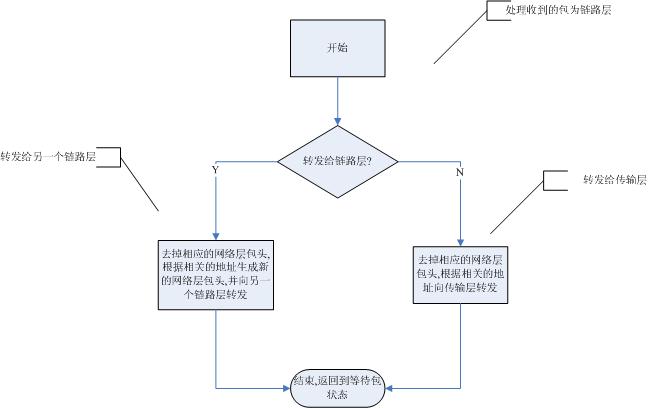 处理收到的包为链路层
开始
转发给另一个链路层
转发给链路层?
Y
N
转发给传输层
去掉相应的网络层包头,
根据相关的地址生成新
的网络层包头,并向另一
个链路层转发
去掉相应的网络层
包头,根据相关的地
址向传输层转发
结束,返回到等待包
状态